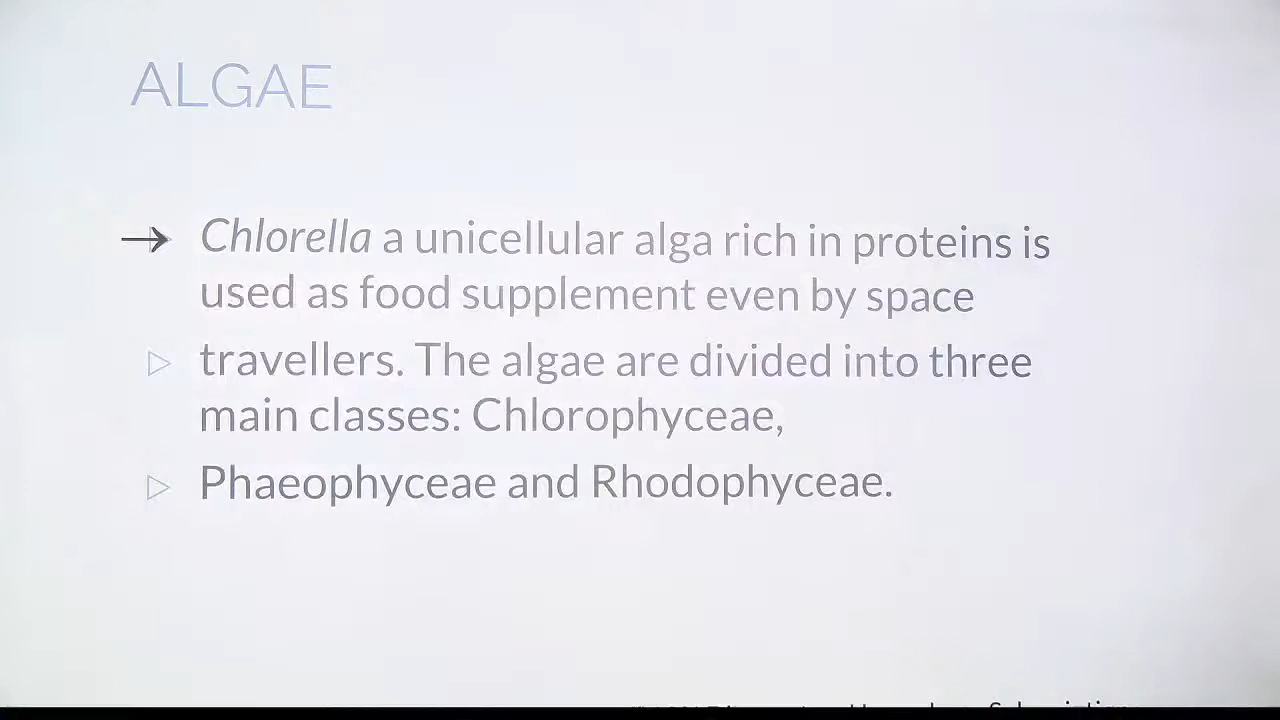 ALGAE
→ Chlorella a unicellular alga rich in proteins is
used as food supplement even by space
▷ travellers. The algae are divided into three
main classes: Chlorophyceae,
▷ Phaeophyceae and Rhodophyceae.